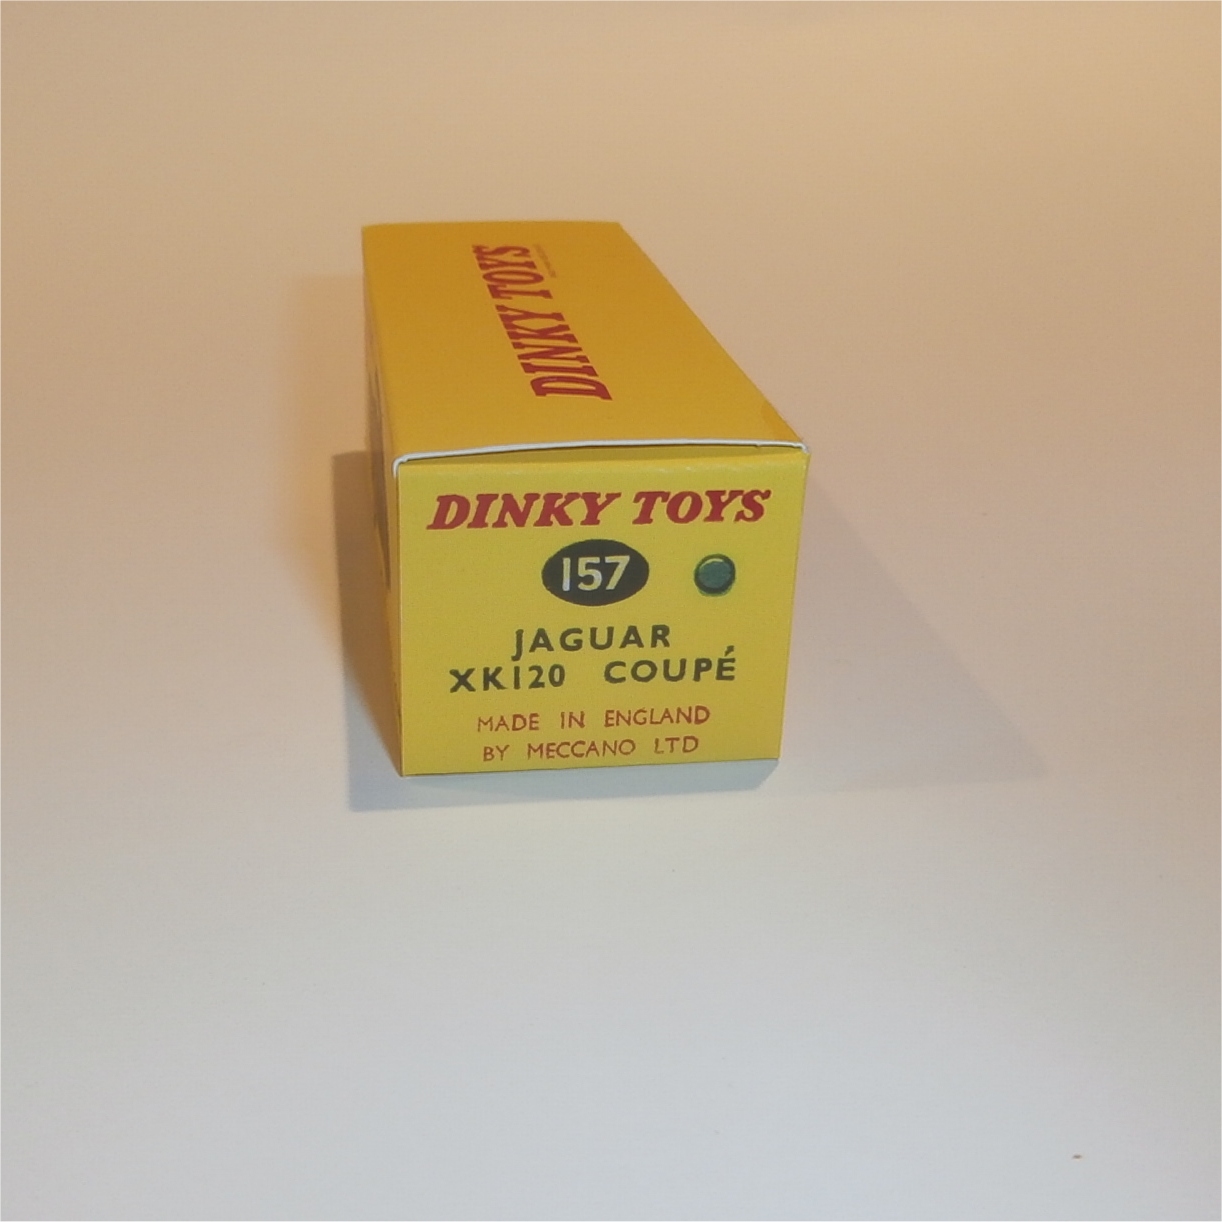 DINKY TOYS
DINKY TOYS
157
JAGUAR
XK120 COUPÉ
MADE IN ENGLAND
BY MECCANO LTD